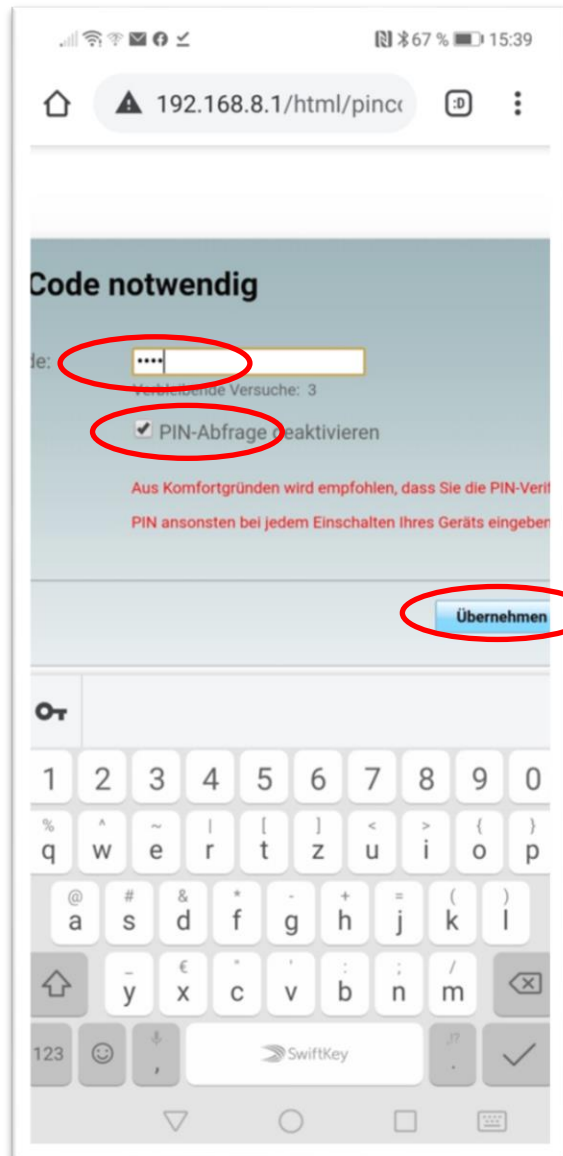 67 % 15:39
192.168.8.1/html/pinc
:D
Code notwendig
de:
••••
Verbleibende Versuche: 3
PIN-Abfrage deaktivieren
Aus Komfortgründen wird empfohlen, dass Sie die PIN-Verif
PIN ansonsten bei jedem Einschalten Ihres Geräts eingeben
Übernehmen
1 2 3 4 5 6 7 8 9 0
% ^ ~ | [ ] < > { }
q w e r t z u i o p
@ # & * - + = ( )
a s d f g h j k l
_ € " ' : ; /
y x c v b n m
,!?
123 , SwiftKey .